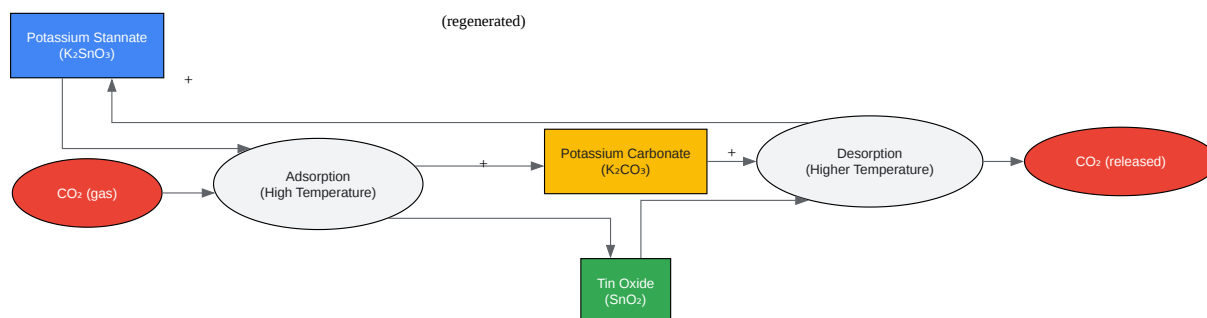 (regenerated)
Potassium Stannate
(K₂SnO₃)
+
Potassium Carbonate
(K₂CO₃)
+
+
Desorption
(Higher Temperature)
CO₂ (released)
Adsorption
(High Temperature)
CO₂ (gas)
Tin Oxide
(SnO₂)